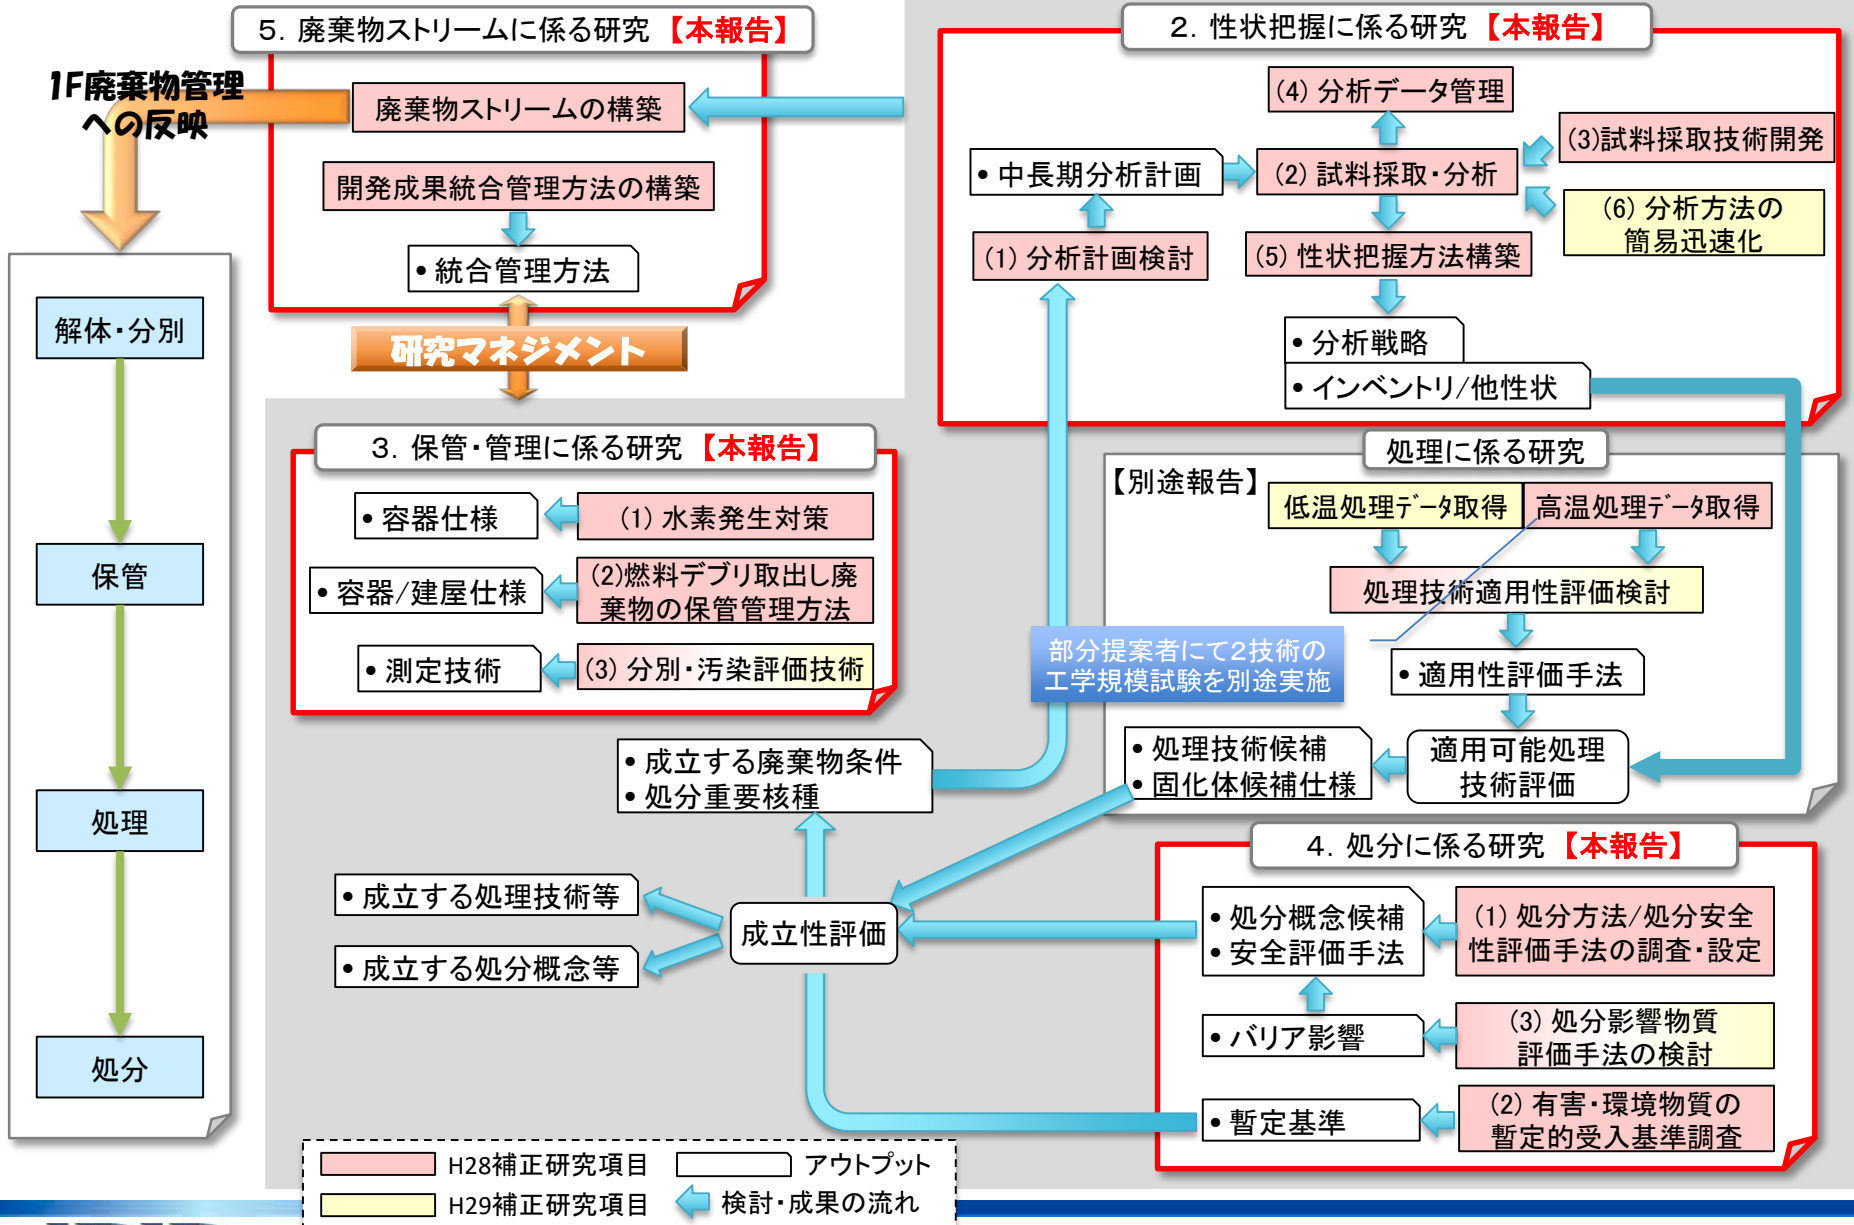 5．廃棄物ストリームに係る研究 【本報告】
1F廃棄物管理
への反映
廃棄物ストリームの構築
開発成果統合管理方法の構築
•統合管理方法
研究マネジメント
解体・分別
保管
処理
処分
2．性状把握に係る研究 【本報告】
(4) 分析データ管理
(3)試料採取技術開発
•中長期分析計画
(2) 試料採取・分析
(6) 分析方法の
簡易迅速化
(1) 分析計画検討
(5) 性状把握方法構築
•分析戦略
•インベントリ/他性状
3．保管・管理に係る研究 【本報告】
•容器仕様
(1) 水素発生対策
•容器/建屋仕様
(2)燃料デブリ取出し廃
棄物の保管管理方法
•測定技術
(3) 分別・汚染評価技術
処理に係る研究
【別途報告】
低温処理データ取得
高温処理データ取得
処理技術適用性評価検討
部分提案者にて２技術の
工学規模試験を別途実施
•適用性評価手法
•処理技術候補
•固化体候補仕様
適用可能処理
技術評価
•成立する廃棄物条件
•処分重要核種
•成立する処理技術等
•成立する処分概念等
成立性評価
4．処分に係る研究 【本報告】
•処分概念候補
•安全評価手法
(1) 処分方法/処分安全
性評価手法の調査・設定
•バリア影響
(3) 処分影響物質
評価手法の検討
•暫定基準
(2) 有害・環境物質の
暫定的受入基準調査
H28補正研究項目
アウトプット
H29補正研究項目
検討・成果の流れ